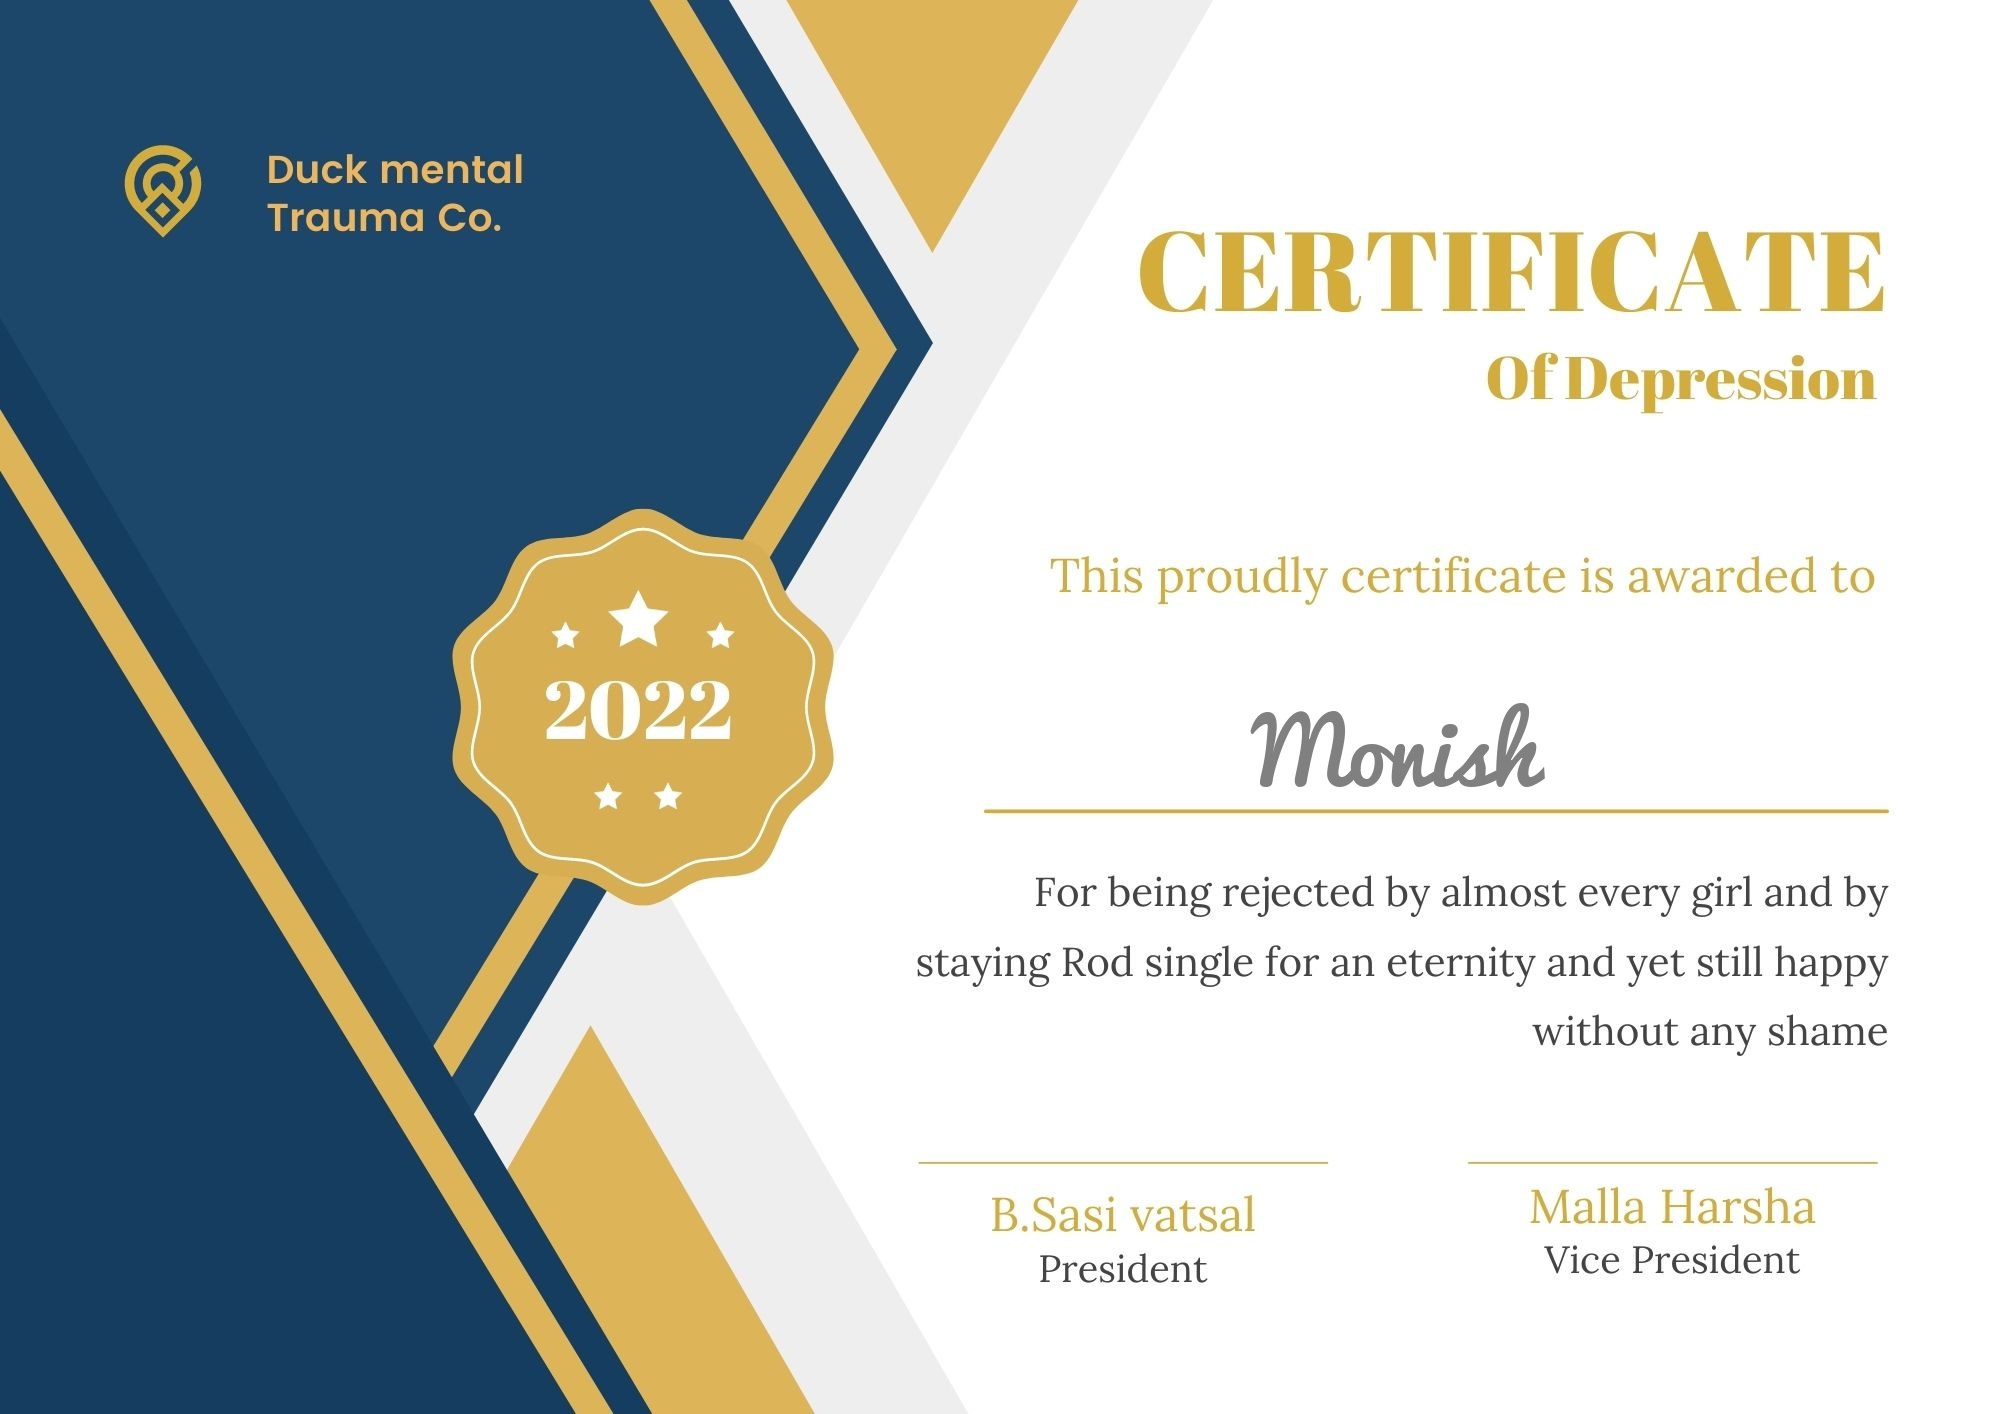 Duck mental
Trauma Co.
CERTIFICATE
Of Depression
This proudly certificate is awarded to
2022
Monish
For being rejected by almost every girl and by
staying Rod single for an eternity and yet still happy
without any shame
B.Sasi vatsal
President
Malla Harsha
Vice President